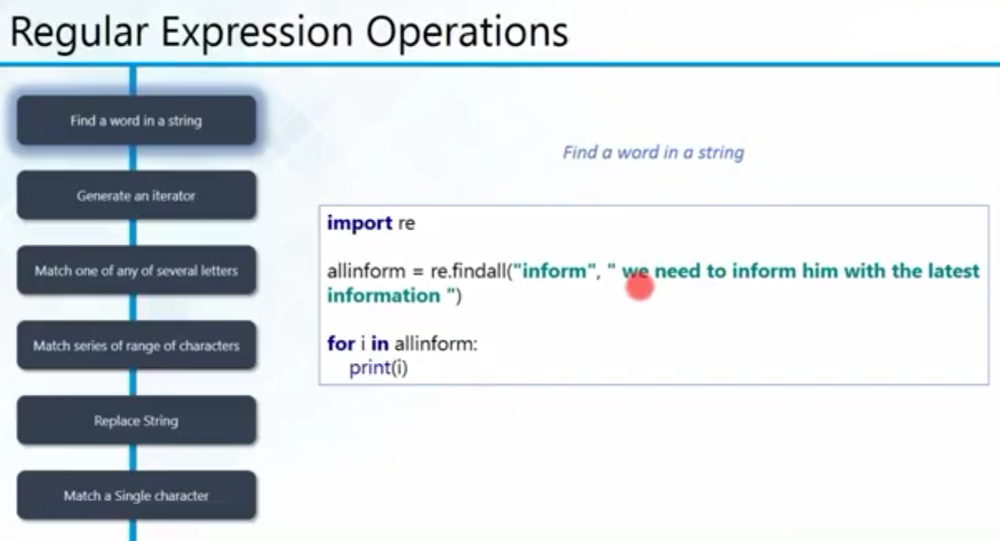 Regular Expression Operations
Find a word in a string
Generate an iterator
Match one of any of several letters
Match series of range of characters
Replace String
Match a Single character
Find a word in a string
import re
allinform = re.findall("inform", " we need to inform him with the latest
information ")
for i in allinform:
print(i)